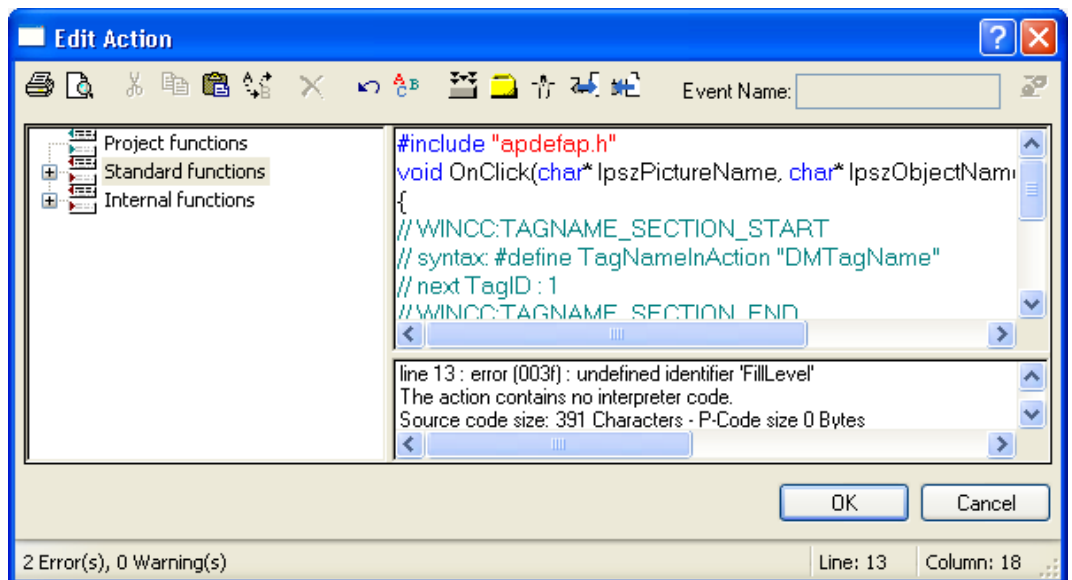 Edit Action
Event Name:
Project functions
Standard functions
Internal functions
#include "apdefap.h"
void OnClick(char* lpszPictureName, char* lpszObjectNam
{
// WINCC:TAGNAME_SECTION_START
// syntax: #define TagNameInAction "DMTagName"
// next TagID : 1
// WINCC:TAGNAME_SECTION_END
line 13 : error (003f) : undefined identifier 'FillLevel'
The action contains no interpreter code.
Source code size: 391 Characters - P-Code size 0 Bytes
OK
Cancel
2 Error(s), 0 Warning(s)
Line: 13
Column: 18